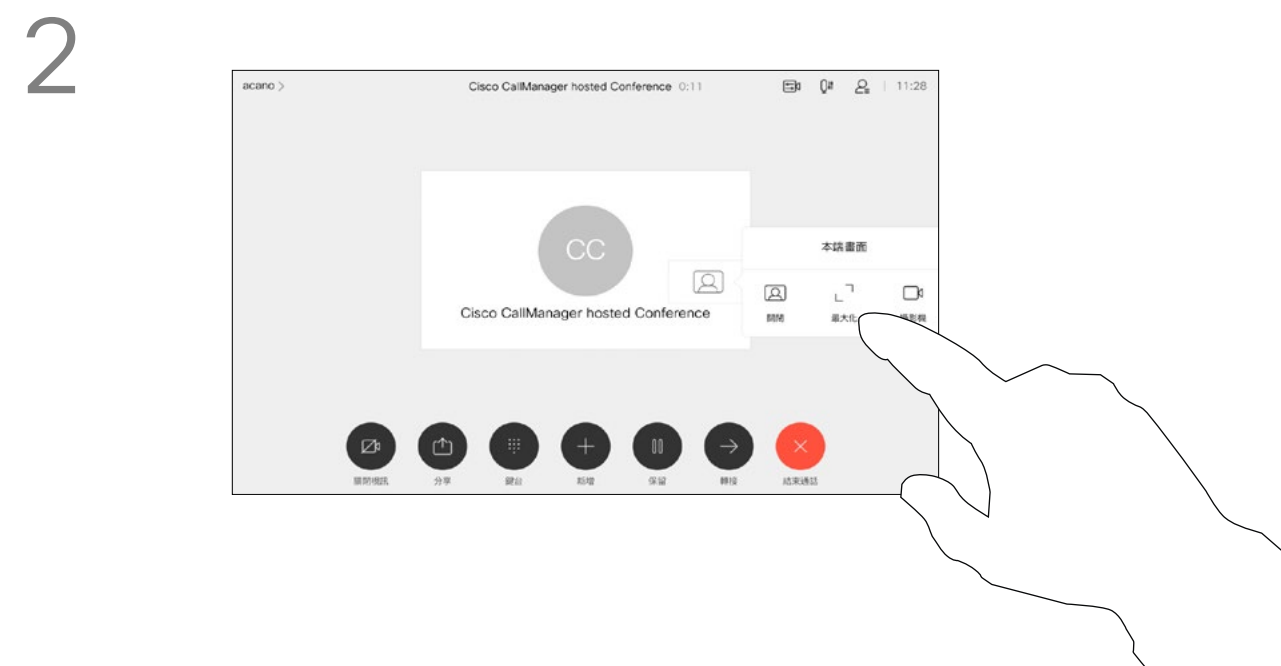 2
acano >
Cisco CallManager hosted Conference 0:11
11:28
CC
Cisco CallManager hosted Conference
本端畫面
關閉
最大化
攝影機
關閉視訊
分享
鍵台
新增
保留
轉接
結束通話